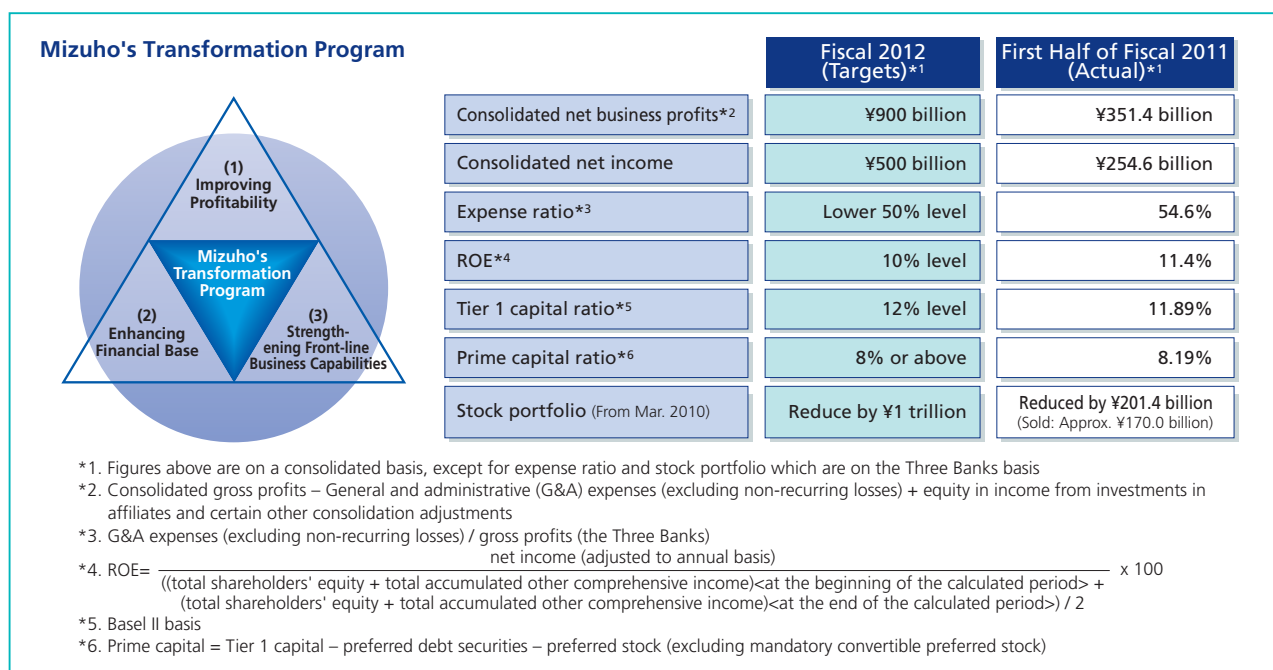 Mizuho's Transformation Program
(1)
Improving
Profitability
Mizuho's
Transformation
Program
(2)
Enhancing
Financial Base
(3)
Strength-
ening Front-line
Business Capabilities
Fiscal 2012
(Targets)*1
First Half of Fiscal 2011
(Actual)*1
Consolidated net business profits*2 ¥900 billion ¥351.4 billion
Consolidated net income ¥500 billion ¥254.6 billion
Expense ratio*3 Lower 50% level 54.6%
ROE*4 10% level 11.4%
Tier 1 capital ratio*5 12% level 11.89%
Prime capital ratio*6 8% or above 8.19%
Stock portfolio (From Mar. 2010) Reduce by ¥1 trillion Reduced by ¥201.4 billion
(Sold: Approx. ¥170.0 billion)
*1. Figures above are on a consolidated basis, except for expense ratio and stock portfolio which are on the Three Banks basis
*2. Consolidated gross profits – General and administrative (G&A) expenses (excluding non-recurring losses) + equity in income from investments in
affiliates and certain other consolidation adjustments
*3. G&A expenses (excluding non-recurring losses) / gross profits (the Three Banks)
net income (adjusted to annual basis)
*4. ROE= x 100
((total shareholders' equity + total accumulated other comprehensive income)<at the beginning of the calculated period> +
(total shareholders' equity + total accumulated other comprehensive income)<at the end of the calculated period>) / 2
*5. Basel II basis
*6. Prime capital = Tier 1 capital – preferred debt securities – preferred stock (excluding mandatory convertible preferred stock)